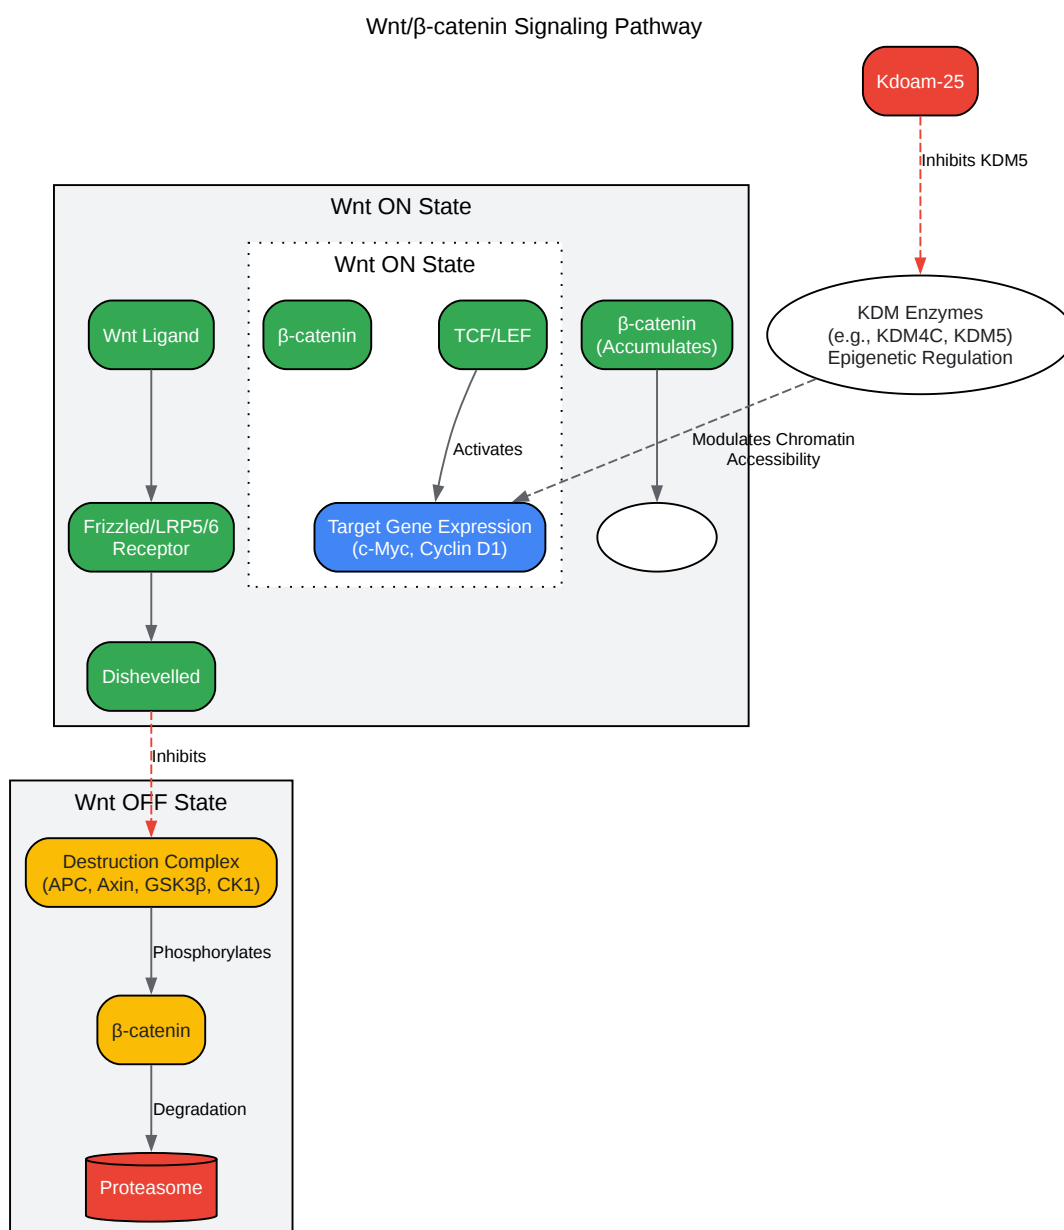 Wnt/β-catenin Signaling Pathway
Kdoam-25
Inhibits KDM5
Wnt ON State
Wnt ON State
Wnt Ligand
β-catenin
TCF/LEF
β-catenin
(Accumulates)
KDM Enzymes
(e.g., KDM4C, KDM5)
Epigenetic Regulation
Activates
Modulates Chromatin
Accessibility
Frizzled/LRP5/6
Receptor
Target Gene Expression
(c-Myc, Cyclin D1)
Dishevelled
Inhibits
Wnt OFF State
Destruction Complex
(APC, Axin, GSK3β, CK1)
Phosphorylates
β-catenin
Degradation
Proteasome